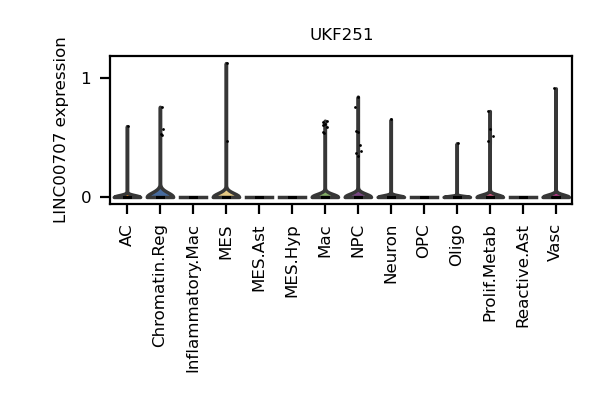 UKF251
LINC00707 expression
1
0
AC
Chromatin.Reg
Inflammatory.Mac
MES
MES.Ast
MES.Hyp
Mac
NPC
Neuron
OPC
Oligo
Prolif.Metab
Reactive.Ast
Vasc